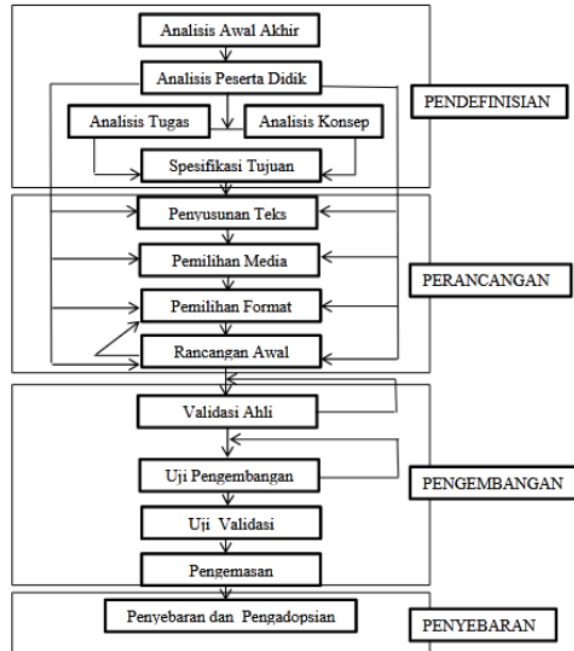 Analisis Awal Akhir
Analisis Peserta Didik
PENDEFINISIAN
Analisis Tugas
Analisis Konsep
Spesifikasi Tujuan
Penyusunan Teks
Pemilihan Media
PERANCANGAN
Pemilihan Format
Rancangan Awal
Validasi Ahli
Uji Pengembangan
PENGEMBANGAN
Uji Validasi
Pengemasan
Penyebaran dan Pengadopsian
PENYEBARAN